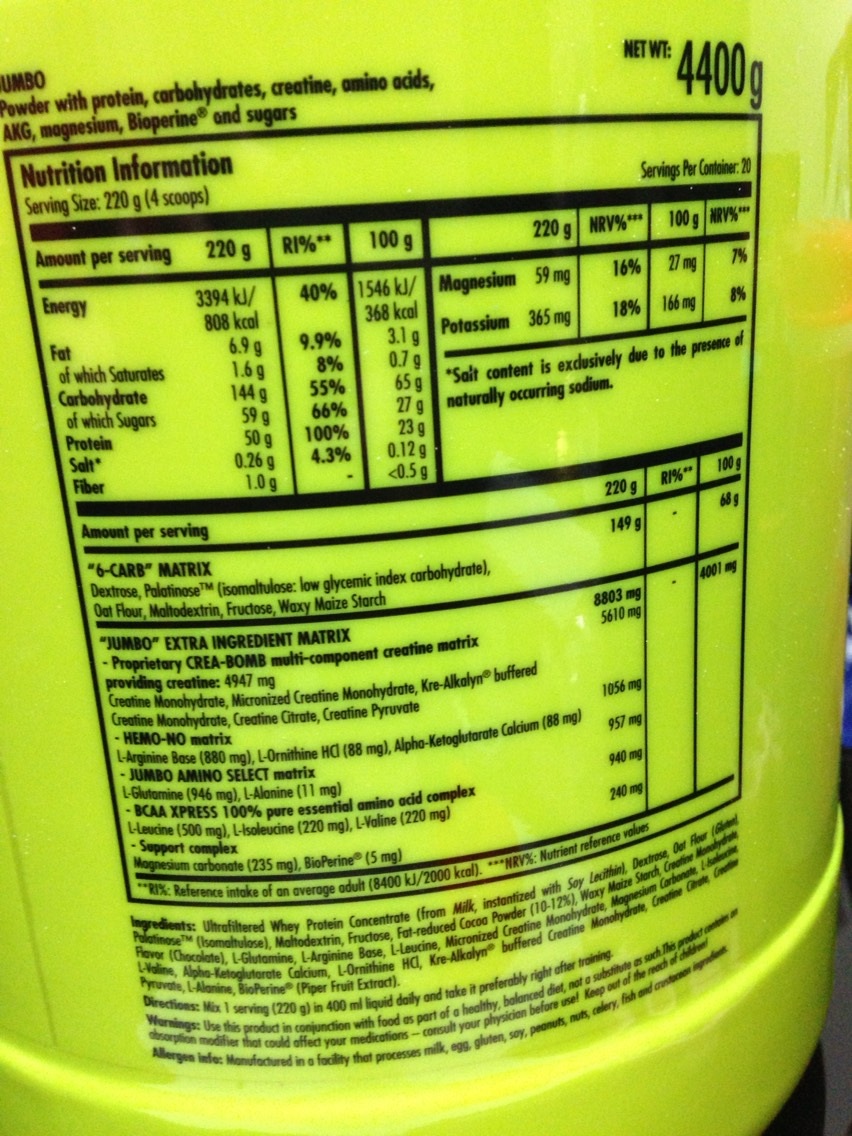 JUMBO
Powder with protein, carbohydrates, creatine, amino acids,
AKG, magnesium, Bioperine® and sugars
NET WT: 4400 g
Nutrition Information
Serving Size: 220 g (4 scoops)
Servings Per Container: 20
Amount per serving 220 g RI%** 100 g
Energy 3394 kJ/ 40% 1546 kJ/
808 kcal 368 kcal
Fat 6.9 g 9.9% 3.1 g
of which Saturates 1.6 g 8% 0.7 g
Carbohydrate 144 g 55% 65 g
of which Sugars 59 g 66% 27 g
Protein 50 g 100% 23 g
Salt* 0.26 g 4.3% 0.12 g
Fiber 1.0 g - <0.5 g
220 g NRV%*** 100 g NRV%***
Magnesium 59 mg 16% 27 mg 7%
Potassium 365 mg 18% 166 mg 8%
*Salt content is exclusively due to the presence of
naturally occurring sodium.
Amount per serving 220 g RI%** 100 g
"6-CARB" MATRIX 149 g - 68 g
Dextrose, Palatinose™ (isomaltulose: low glycemic index carbohydrate),
Oat Flour, Maltodextrin, Fructose, Waxy Maize Starch
"JUMBO" EXTRA INGREDIENT MATRIX 8803 mg - 4001 mg
- Proprietary CREA-BOMB multi-component creatine matrix 5610 mg
providing creatine: 4947 mg
Creatine Monohydrate, Micronized Creatine Monohydrate, Kre-Alkalyn® buffered
Creatine Monohydrate, Creatine Citrate, Creatine Pyruvate
- HEMO-NO matrix 1056 mg
L-Arginine Base (880 mg), L-Ornithine HCl (88 mg), Alpha-Ketoglutarate Calcium (88 mg)
- JUMBO AMINO SELECT matrix 957 mg
L-Glutamine (946 mg), L-Alanine (11 mg)
- BCAA XPRESS 100% pure essential amino acid complex 940 mg
L-Leucine (500 mg), L-Isoleucine (220 mg), L-Valine (220 mg)
- Support complex 240 mg
Magnesium carbonate (235 mg), BioPerine® (5 mg)
**RI%: Reference intake of an average adult (8400 kJ/2000 kcal). ***NRV%: Nutrient reference values
Ingredients: Ultrafiltered Whey Protein Concentrate (from Milk, instantized with Soy Lecithin), Dextrose, Oat Flour (Gluten),
Palatinose™ (Isomaltulose), Maltodextrin, Fructose, Fat-reduced Cocoa Powder (10-12%), Waxy Maize Starch, Creatine Monohydrate,
Flavor (Chocolate), L-Glutamine, L-Arginine Base, L-Leucine, Micronized Creatine Monohydrate, Magnesium Carbonate, L-Isoleucine,
L-Valine, Alpha-Ketoglutarate Calcium, L-Ornithine HCl, Kre-Alkalyn® buffered Creatine Monohydrate, Creatine Citrate, Creatine
Pyruvate, L-Alanine, BioPerine® (Piper Fruit Extract).
Directions: Mix 1 serving (220 g) in 400 ml liquid daily and take it preferably right after training.
Warnings: Use this product in conjunction with food as part of a healthy, balanced diet, not a substitute as such. This product contains an
absorption modifier that could affect your medications – consult your physician before use! Keep out of the reach of children!
Allergen info: Manufactured in a facility that processes milk, egg, gluten, soy, peanuts, nuts, celery, fish and crustacean ingredients.